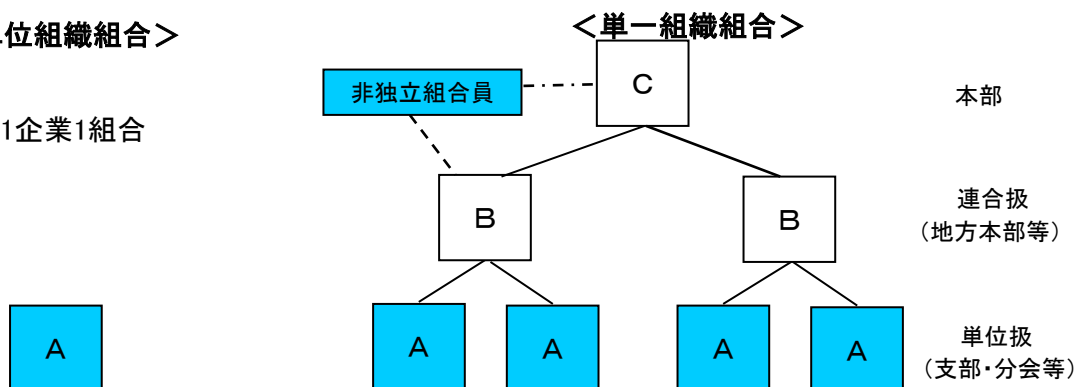 位組織組合＞
＜単一組織組合＞
非独立組合員
C
本部
1企業1組合
B
B
連合扱
（地方本部等）
A
A
A
A
A
単位扱
（支部・分会等）